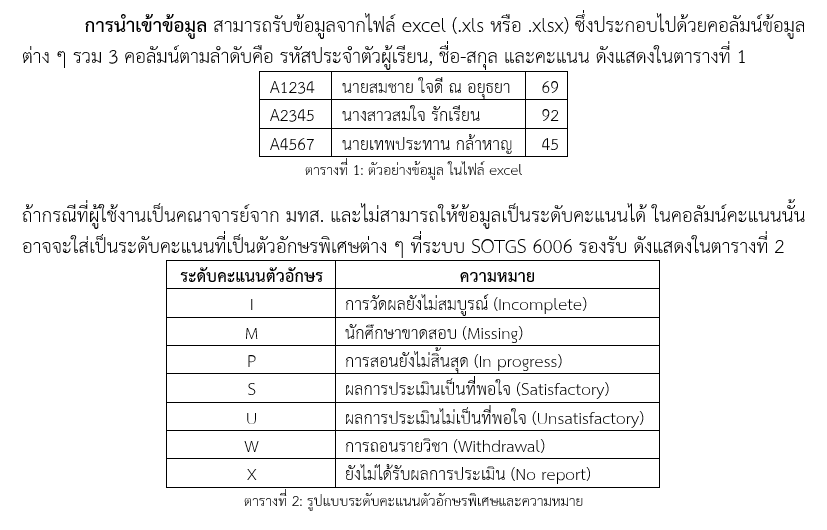 การนำเข้าข้อมูล สามารถรับข้อมูลจากไฟล์ excel (.xls หรือ .xlsx) ซึ่งประกอบไปด้วยคอลัมน์ข้อมูล
ต่าง ๆ รวม 3 คอลัมน์ตามลำดับคือ รหัสประจำตัวผู้เรียน, ชื่อ-สกุล และคะแนน ดังแสดงในตารางที่ 1
A1234 นายสมชาย ใจดี ณ อยุธยา 69
A2345 นางสาวสมใจ รักเรียน 92
A4567 นายเทพประทาน กล้าหาญ 45
ตารางที่ 1: ตัวอย่างข้อมูล ในไฟล์ excel
ถ้ากรณีที่ผู้ใช้งานเป็นคณาจารย์จาก มทส. และไม่สามารถให้ข้อมูลเป็นระดับคะแนนได้ ในคอลัมน์คะแนนนั้น
อาจจะใส่เป็นระดับคะแนนที่เป็นตัวอักษรพิเศษต่าง ๆ ที่ระบบ SOTGS 6006 รองรับ ดังแสดงในตารางที่ 2
ระดับคะแนนตัวอักษร ความหมาย
I การวัดผลยังไม่สมบูรณ์ (Incomplete)
M นักศึกษาขาดสอบ (Missing)
P การสอนยังไม่สิ้นสุด (In progress)
S ผลการประเมินเป็นที่พอใจ (Satisfactory)
U ผลการประเมินไม่เป็นที่พอใจ (Unsatisfactory)
W การถอนรายวิชา (Withdrawal)
X ยังไม่ได้รับผลการประเมิน (No report)
ตารางที่ 2: รูปแบบระดับคะแนนตัวอักษรพิเศษและความหมาย